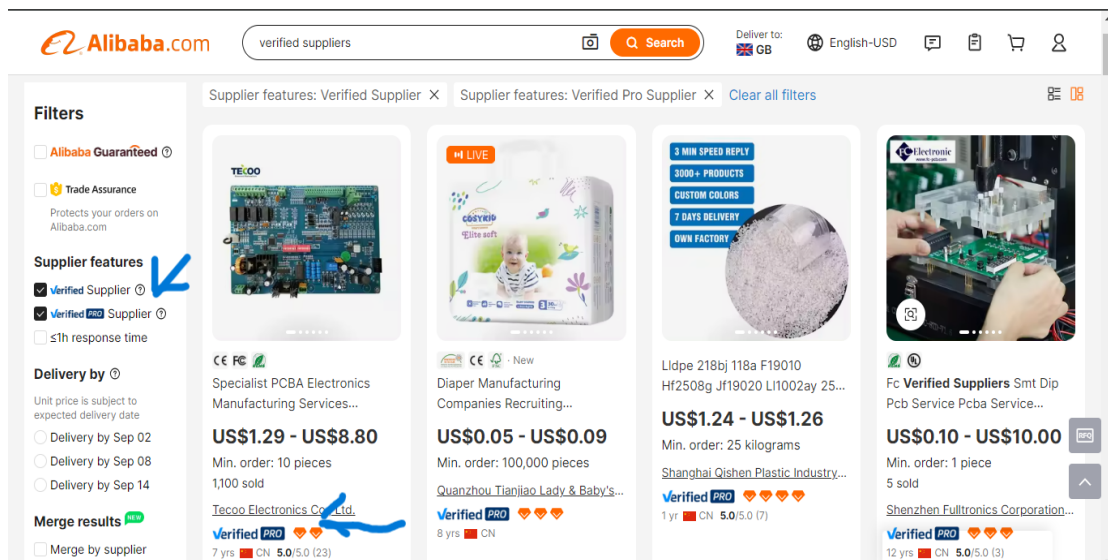 Alibaba.com
verified suppliers
Search
Deliver to:
GB
English-USD
Filters
Supplier features: Verified Supplier X
Supplier features: Verified Pro Supplier X
Clear all filters
Alibaba Guaranteed
Trade Assurance
Protects your orders on
Alibaba.com
Supplier features
Verified Supplier
Verified PRO Supplier
≤1h response time
Delivery by
Unit price is subject to
expected delivery date
Delivery by Sep 02
Delivery by Sep 08
Delivery by Sep 14
Merge results NEW
Merge by supplier
TECOO
CE FC
Specialist PCBA Electronics
Manufacturing Services...
US$1.29 - US$8.80
Min. order: 10 pieces
1,100 sold
Tecoo Electronics Co., Ltd.
Verified PRO
7 yrs CN 5.0/5.0 (23)
LIVE
COSYKID
Elite soft
3
CE · New
Diaper Manufacturing
Companies Recruiting...
US$0.05 - US$0.09
Min. order: 100,000 pieces
Quanzhou Tianjiao Lady & Baby's...
Verified PRO
8 yrs CN
3 MIN SPEED REPLY
3000+ PRODUCTS
CUSTOM COLORS
7 DAYS DELIVERY
OWN FACTORY
Lldpe 218bj 118a F19010
Hf2508g Jf19020 Ll1002ay 25...
US$1.24 - US$1.26
Min. order: 25 kilograms
Shanghai Qishen Plastic Industry...
Verified PRO
1 yr CN 5.0/5.0 (7)
FC Electronic
www.fc-pcb.com
Fc Verified Suppliers Smt Dip
Pcb Service Pcba Service...
US$0.10 - US$10.00
Min. order: 1 piece
5 sold
Shenzhen Fulltronics Corporation...
Verified PRO
12 yrs CN 5.0/5.0 (3)
RFQ